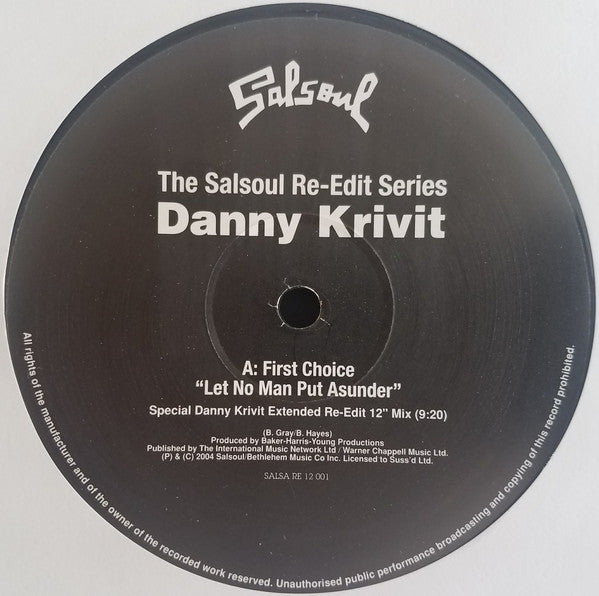 Salsoul
The Salsoul Re-Edit Series
Danny Krivit
A: First Choice
"Let No Man Put Asunder"
Special Danny Krivit Extended Re-Edit 12" Mix (9:20)
(B. Gray/B. Hayes)
Produced by Baker-Harris-Young Productions
Published by The International Music Network Ltd / Warner Chappell Music Ltd.
(P) & (C) 2004 Salsoul/Bethlehem Music Co Inc. Licensed to Suss'd Ltd.
SALSA RE 12 001
All rights of the manufacturer and of the owner of the recorded work reserved. Unauthorised public performance broadcasting and copying of this record prohibited.